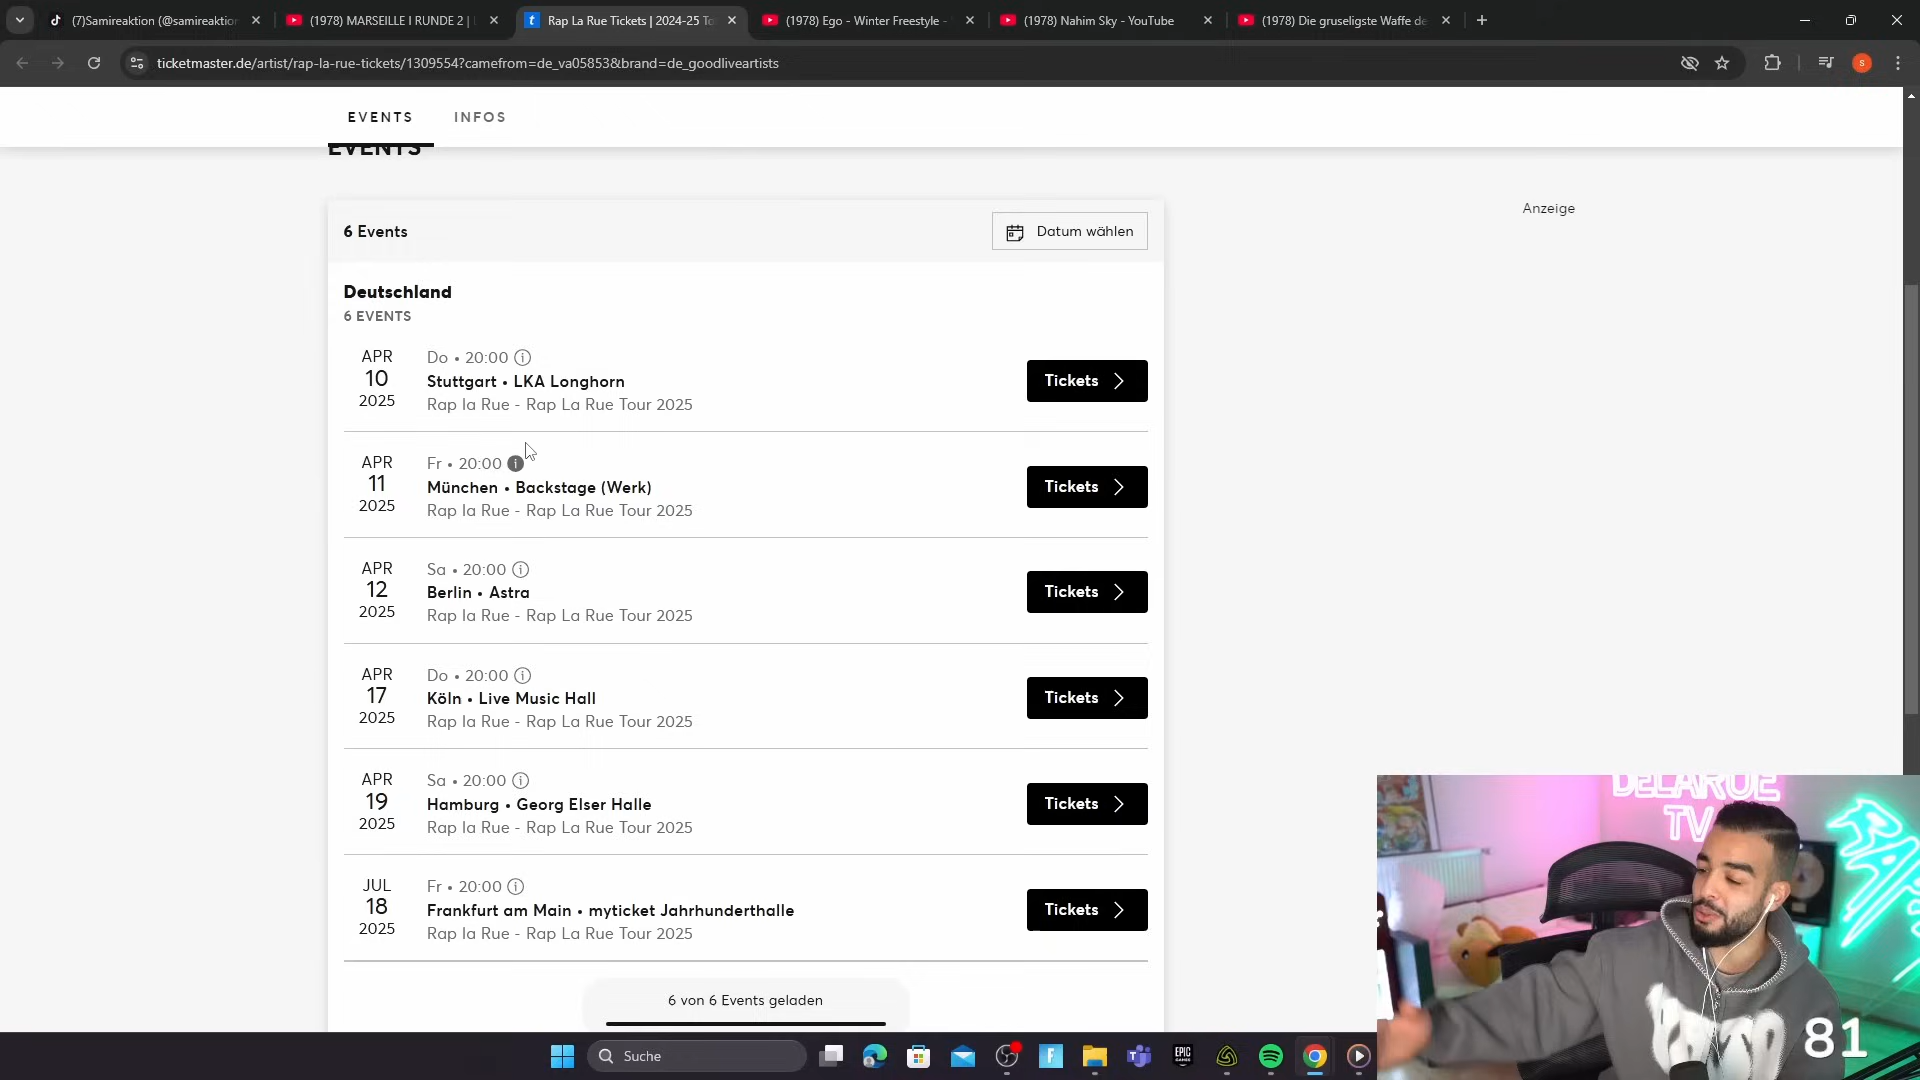 (7)Samireaktion (@samireaktion
(1978) MARSEILLE I RUNDE 2 |
Rap La Rue Tickets | 2024-25 To
(1978) Ego - Winter Freestyle -
(1978) Nahim Sky - YouTube
(1978) Die gruseligste Waffe de
ticketmaster.de/artist/rap-la-rue-tickets/1309554?camefrom=de_va05853&brand=de_goodliveartists
S
EVENTS INFOS
EVENTS
Anzeige
6 Events
Datum wählen
Deutschland
6 EVENTS
APR
10
2025
Do • 20:00
Stuttgart • LKA Longhorn
Rap la Rue - Rap La Rue Tour 2025
Tickets
APR
11
2025
Fr • 20:00
München • Backstage (Werk)
Rap la Rue - Rap La Rue Tour 2025
Tickets
APR
12
2025
Sa • 20:00
Berlin • Astra
Rap la Rue - Rap La Rue Tour 2025
Tickets
APR
17
2025
Do • 20:00
Köln • Live Music Hall
Rap la Rue - Rap La Rue Tour 2025
Tickets
APR
19
2025
Sa • 20:00
Hamburg • Georg Elser Halle
Rap la Rue - Rap La Rue Tour 2025
Tickets
JUL
18
2025
Fr • 20:00
Frankfurt am Main • myticket Jahrhunderthalle
Rap la Rue - Rap La Rue Tour 2025
Tickets
6 von 6 Events geladen
DELARUE
TV
81
Suche
EPIC
GAMES